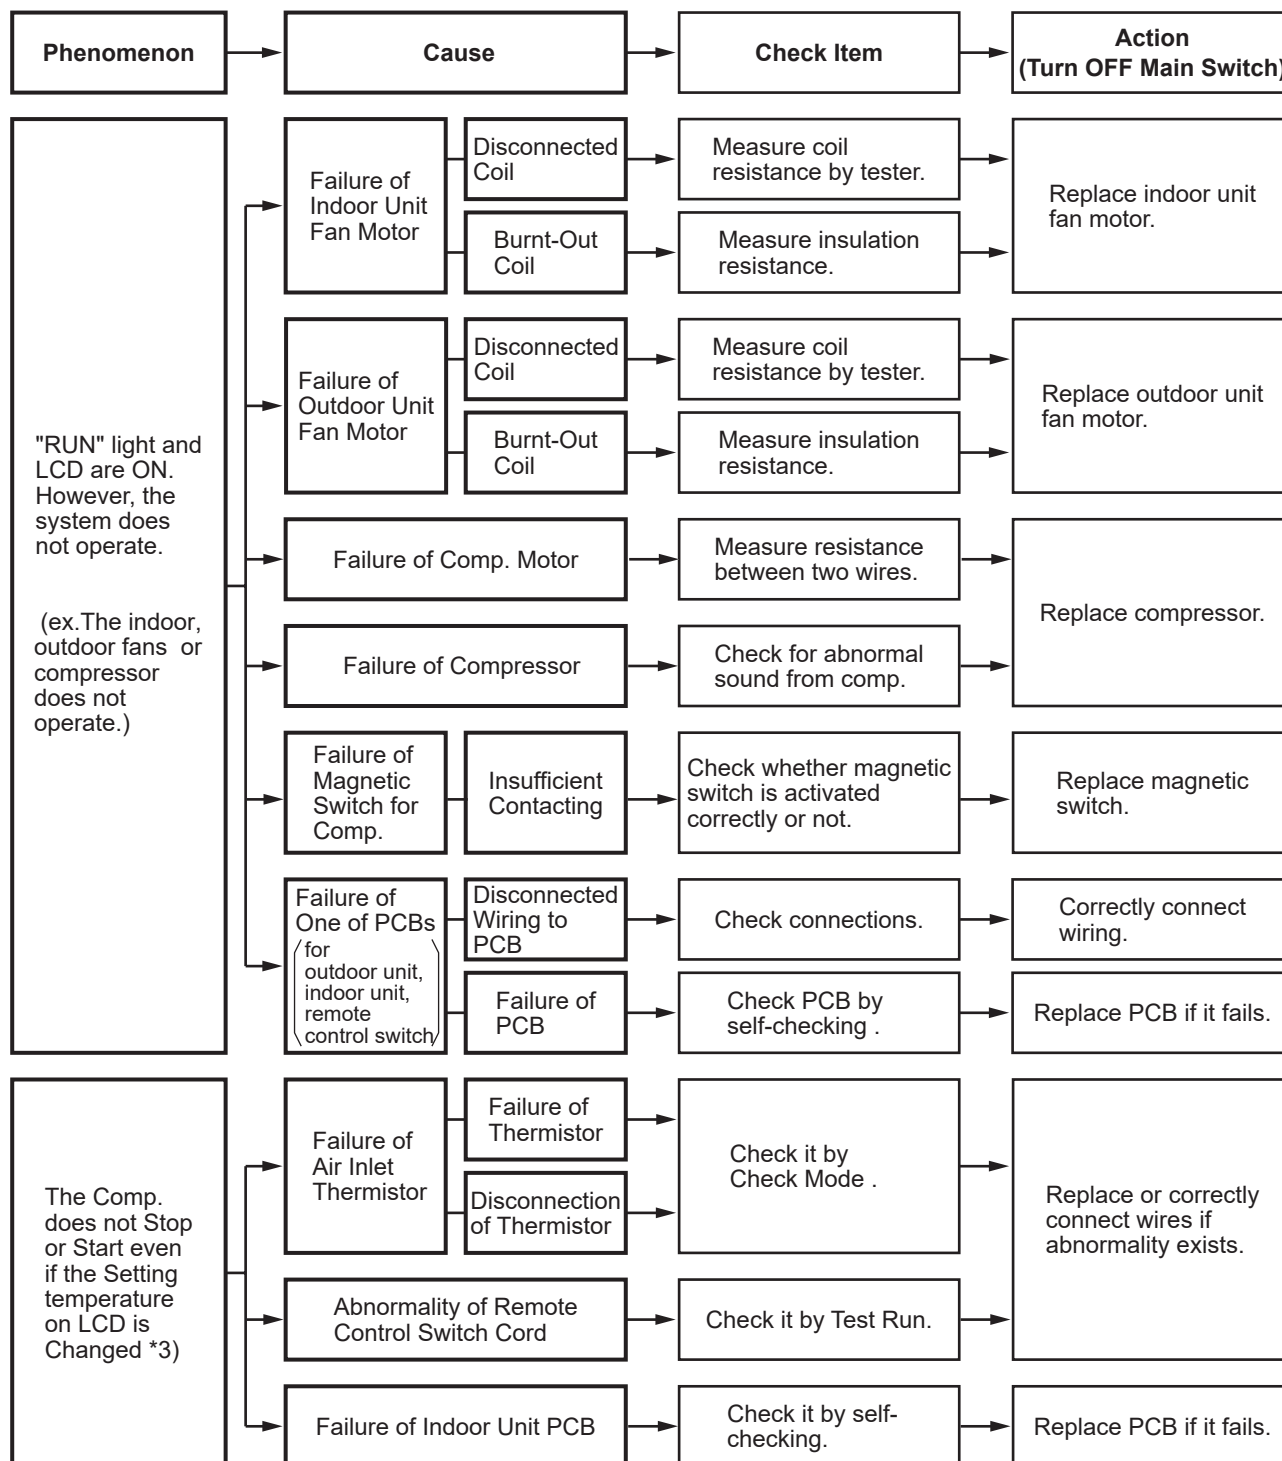 Phenomenon
Cause
Check Item
Action
(Turn OFF Main Switch)
"RUN" light and
LCD are ON.
However, the
system does
not operate.
(ex.The indoor,
outdoor fans or
compressor
does not
operate.)
Failure of
Indoor Unit
Fan Motor
Disconnected
Coil
Measure coil
resistance by tester.
Burnt-Out
Coil
Measure insulation
resistance.
Replace indoor unit
fan motor.
Failure of
Outdoor Unit
Fan Motor
Disconnected
Coil
Measure coil
resistance by tester.
Burnt-Out
Coil
Measure insulation
resistance.
Replace outdoor unit
fan motor.
Failure of Comp. Motor
Measure resistance
between two wires.
Failure of Compressor
Check for abnormal
sound from comp.
Replace compressor.
Failure of
Magnetic
Switch for
Comp.
Insufficient
Contacting
Check whether magnetic
switch is activated
correctly or not.
Replace magnetic
switch.
Failure of
One of PCBs
for
outdoor unit,
indoor unit,
remote
control switch
Disconnected
Wiring to
PCB
Check connections.
Correctly connect
wiring.
Failure of
PCB
Check PCB by
self-checking .
Replace PCB if it fails.
The Comp.
does not Stop
or Start even
if the Setting
temperature
on LCD is
Changed *3)
Failure of
Air Inlet
Thermistor
Failure of
Thermistor
Disconnection
of Thermistor
Check it by
Check Mode .
Replace or correctly
connect wires if
abnormality exists.
Abnormality of Remote
Control Switch Cord
Check it by Test Run.
Failure of Indoor Unit PCB
Check it by self-
checking.
Replace PCB if it fails.